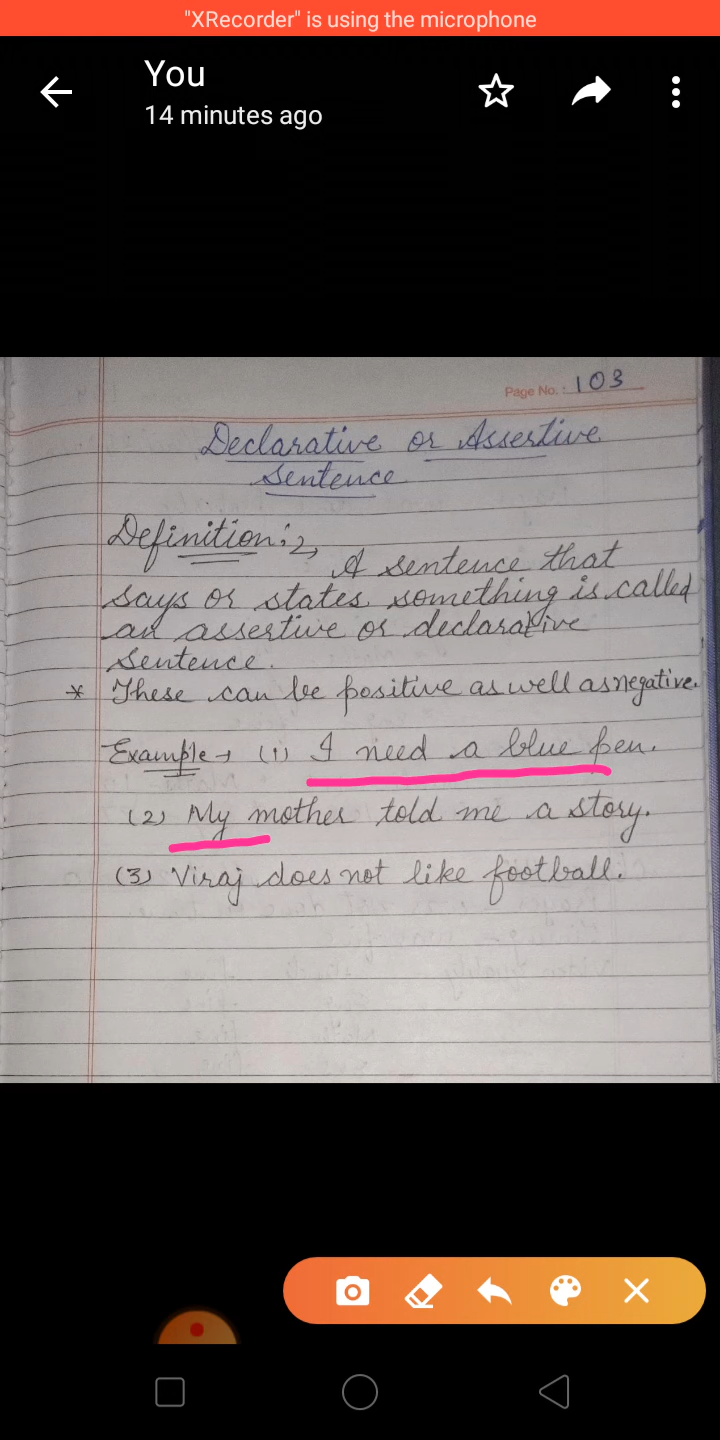 "XRecorder" is using the microphone
You
14 minutes ago
Page No.: 103
Declarative or Assertive
Sentence
Definition:-
A sentence that
says or states something is called
an assertive or declarative
sentence.
* These can be positive as well as negative.
Example → (1) I need a blue pen.
(2) My mother told me a story.
(3) Viraj does not like football.